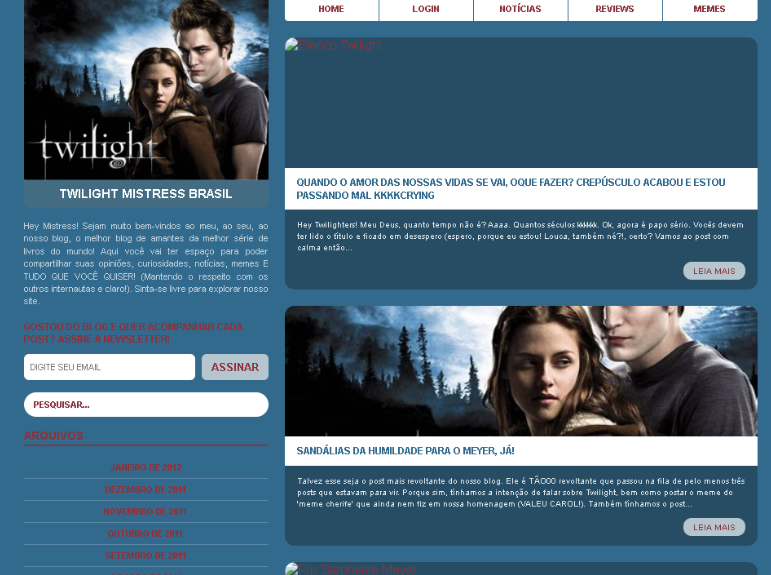 HOME LOGIN NOTÍCIAS REVIEWS MEMES
twilight
TWILIGHT MISTRESS BRASIL
Hey Mistress! Sejam muito bem-vindos ao meu, ao seu, ao
nosso blog, o melhor blog de amantes da melhor série de
livros do mundo! Aqui você vai ter espaço para poder
compartilhar suas opiniões, curiosidades, notícias, memes E
TUDO QUE VOCÊ QUISER! (Mantendo o respeito com os
outros internautas e claro!). Sinta-se livre para explorar nosso
site.
GOSTOU DO BLOG E QUER ACOMPANHAR CADA
POST? ASSINE A NEWSLETTER!
DIGITE SEU EMAIL ASSINAR
PESQUISAR...
ARQUIVOS
JANEIRO DE 2012
DEZEMBRO DE 2011
NOVEMBRO DE 2011
OUTUBRO DE 2011
SETEMBRO DE 2011
Elenco Twilight
QUANDO O AMOR DAS NOSSAS VIDAS SE VAI, OQUE FAZER? CREPÚSCULO ACABOU E ESTOU
PASSANDO MAL KKKKCRYING
Hey Twilighters! Meu Deus, quanto tempo não é? Aaaa. Quantos séculos kkkkkk. Ok, agora é papo sério. Vocês devem
ter lido o título e ficado em desespero (espero, porque eu estou! Louca, também né?!, certo? Vamos ao post com
calma então...
LEIA MAIS
SANDÁLIAS DA HUMILDADE PARA O MEYER, JÁ!
Talvez esse seja o post mais revoltante do nosso blog. Ele é TÃO00 revoltante que passou na fila de pelo menos três
posts que estavam para vir. Porque sim, tínhamos a intenção de falar sobre Twilight, bem como postar o meme do
'meme cherife' que ainda nem fiz em nossa homenagem (VALEU CAROL!). Também tínhamos o post...
LEIA MAIS
Stephenie Meyer